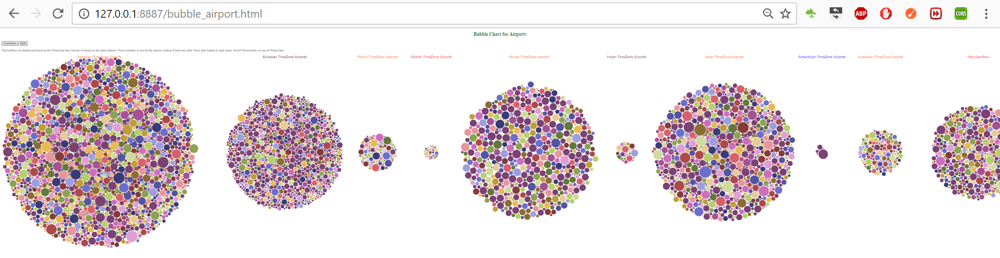 127.0.0.1:8887/bubble_airport.html
ABP
CORS
Bubble Chart for Airports
Combine Split
The bubbles are displayed based on the TimeZone they belong to based on the input dataset. Press combine to see all the airports without TimeZone split. Press split button to split again. Scroll Horizontally to see all TimeZones
American TimeZone Airports
Europian TimeZone Airports
Pacific TimeZone Airports
Atlantic TimeZone Airports
African TimeZone Airports
Indian TimeZone Airports
Asian TimeZone Airports
Antarctican TimeZone Airports
Australian TimeZone Airports
Not classified